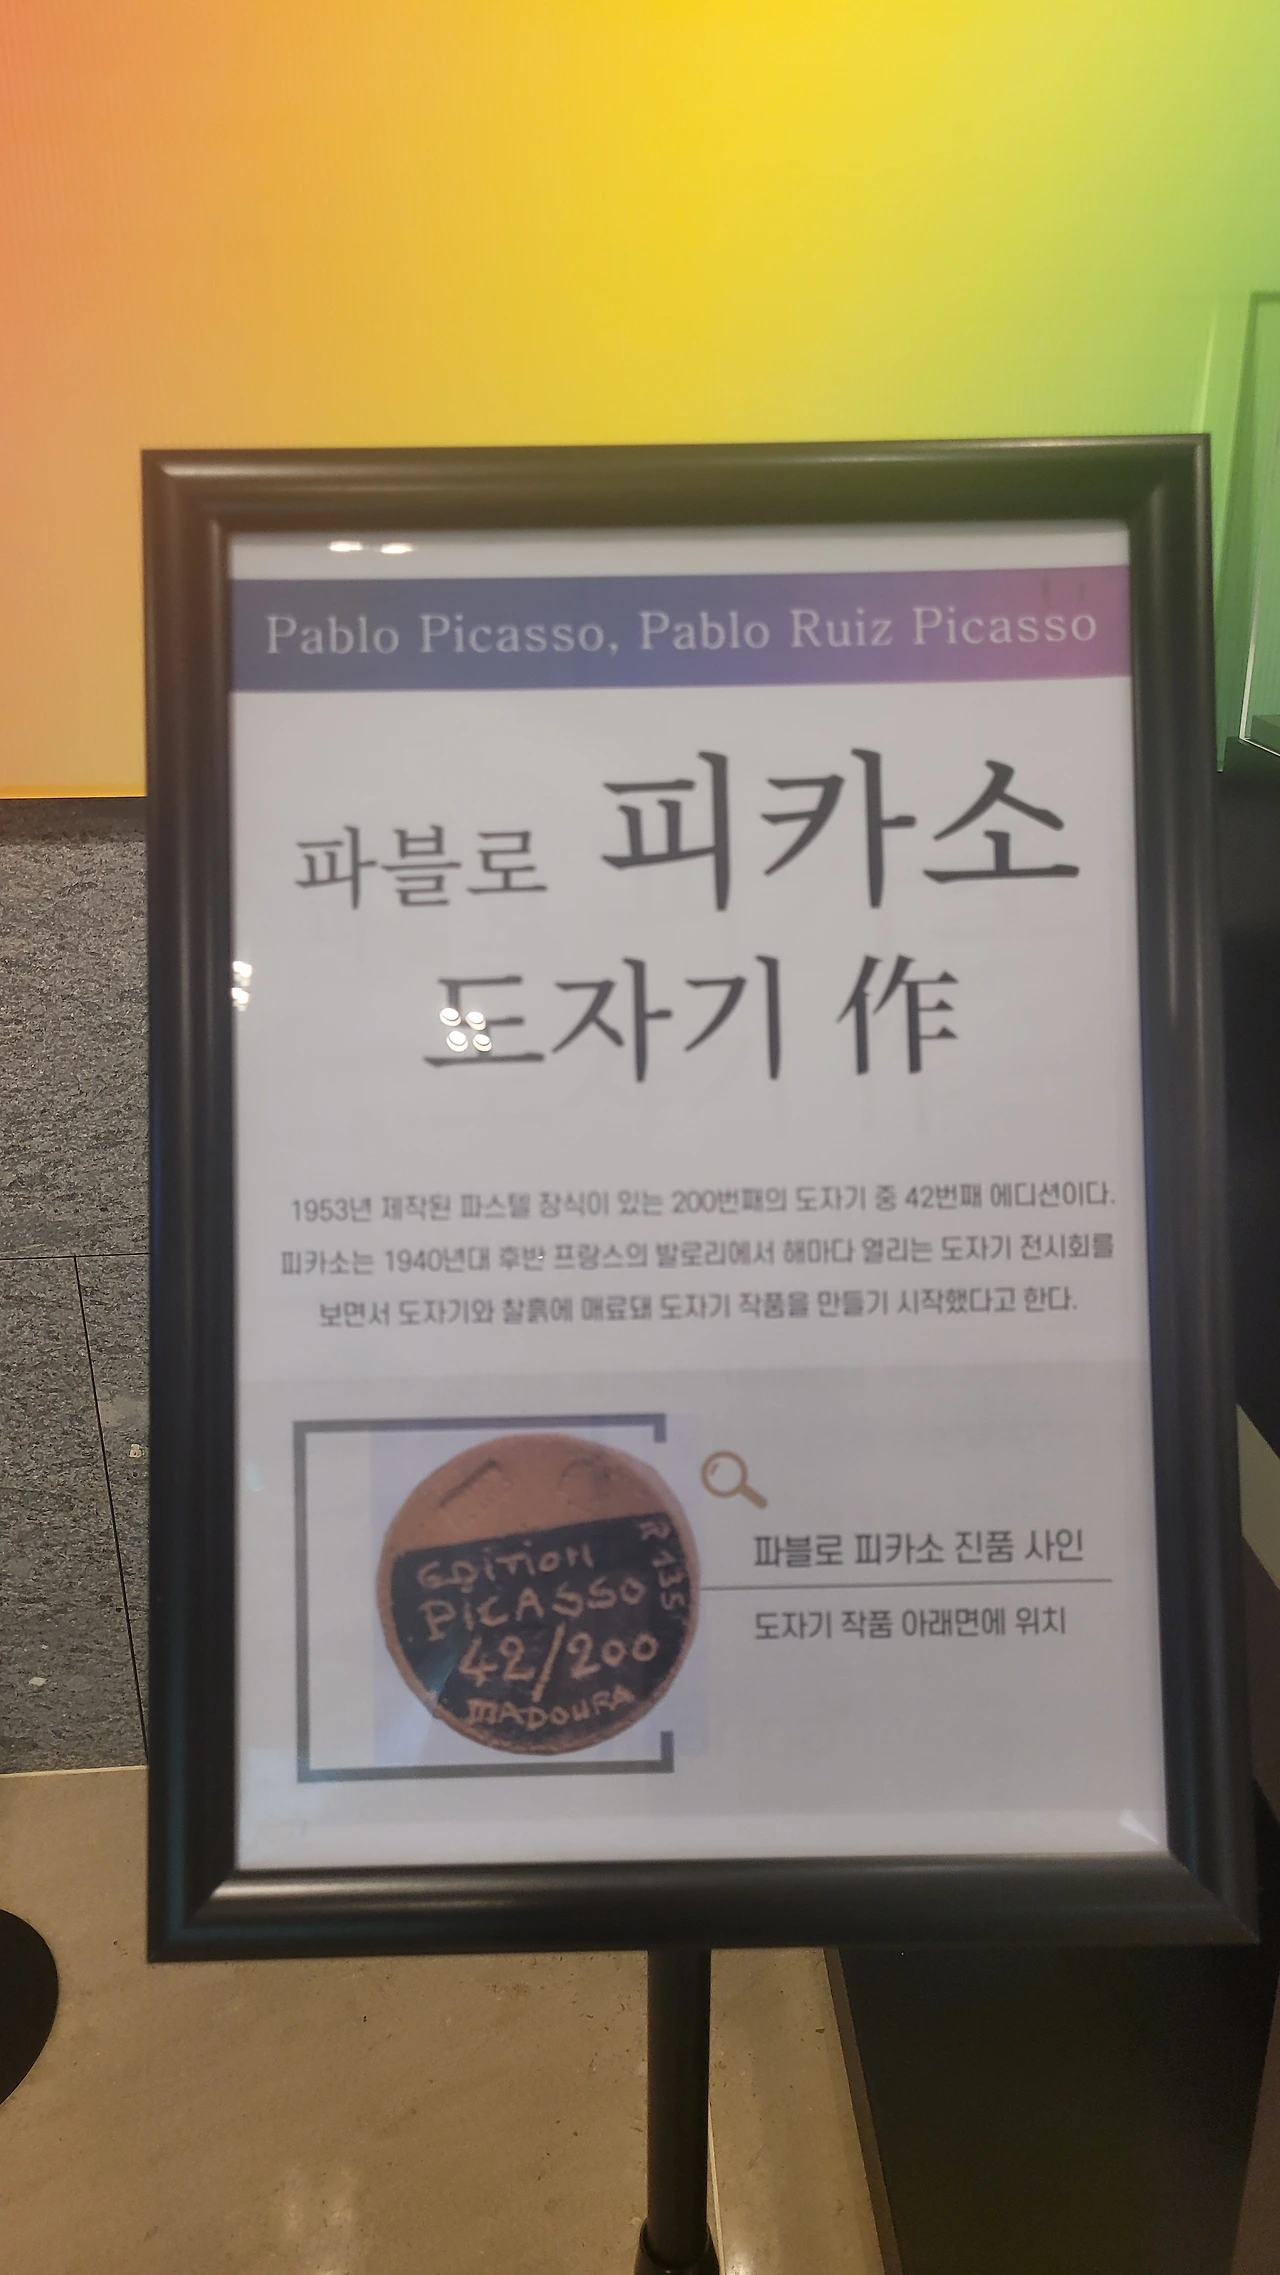 Pablo Picasso, Pablo Ruiz Picasso
파블로 피카소
도자기 作
1953년 제작된 파스텔 장식이 있는 200번째의 도자기 중 42번째 에디션이다.
피카소는 1940년대 후반 프랑스의 발로리에서 해마다 열리는 도자기 전시회를
보면서 도자기와 찰흙에 매료돼 도자기 작품을 만들기 시작했다고 한다.
EDITION
PICASSO
42/200
MADOURA
R 135
파블로 피카소 진품 사인
도자기 작품 아래면에 위치